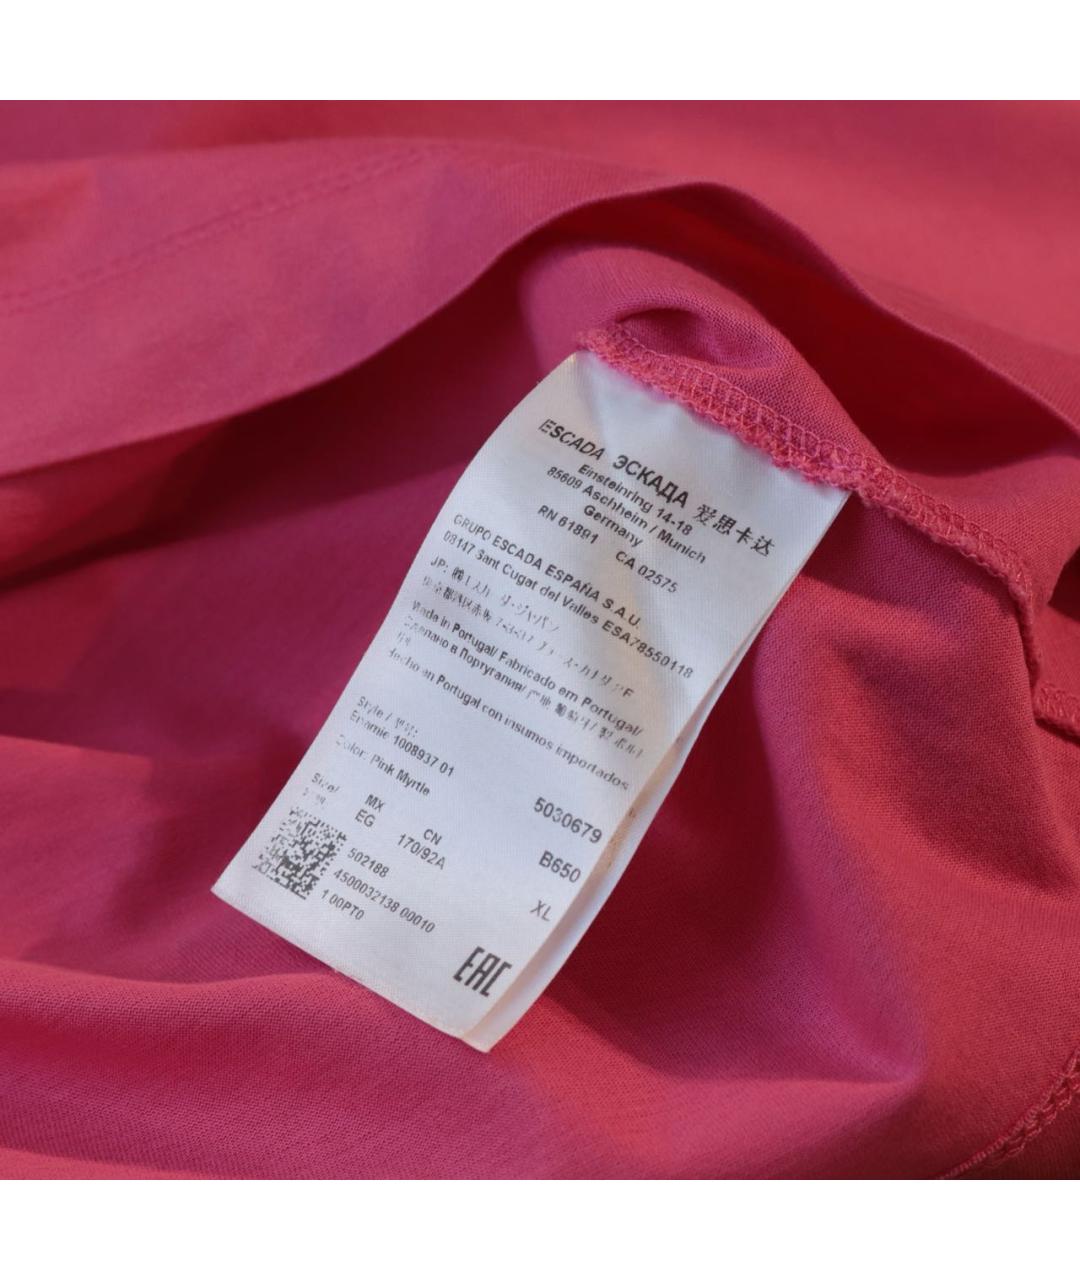 ESCADA ЭСКАДА 爱思卡达
Einsteinring 14-18
85609 Aschheim / Munich
Germany
RN 61891 CA 02575
GRUPO ESCADA ESPAÑA S.A.U.
08147 Sant Cugat del Valles ESA78550118
JP:
Made in Portugal/ Fabricado em Portugal/
Сделано в Португалии/
Hecho en Portugal con insumos importados
Style /
Enamie 1008937 01
5030679
Color: Pink Myrtle
B650
Size/ MX CN
EG 170/92A
XL
502188
4500032138 00010
1 00PT0
EAC